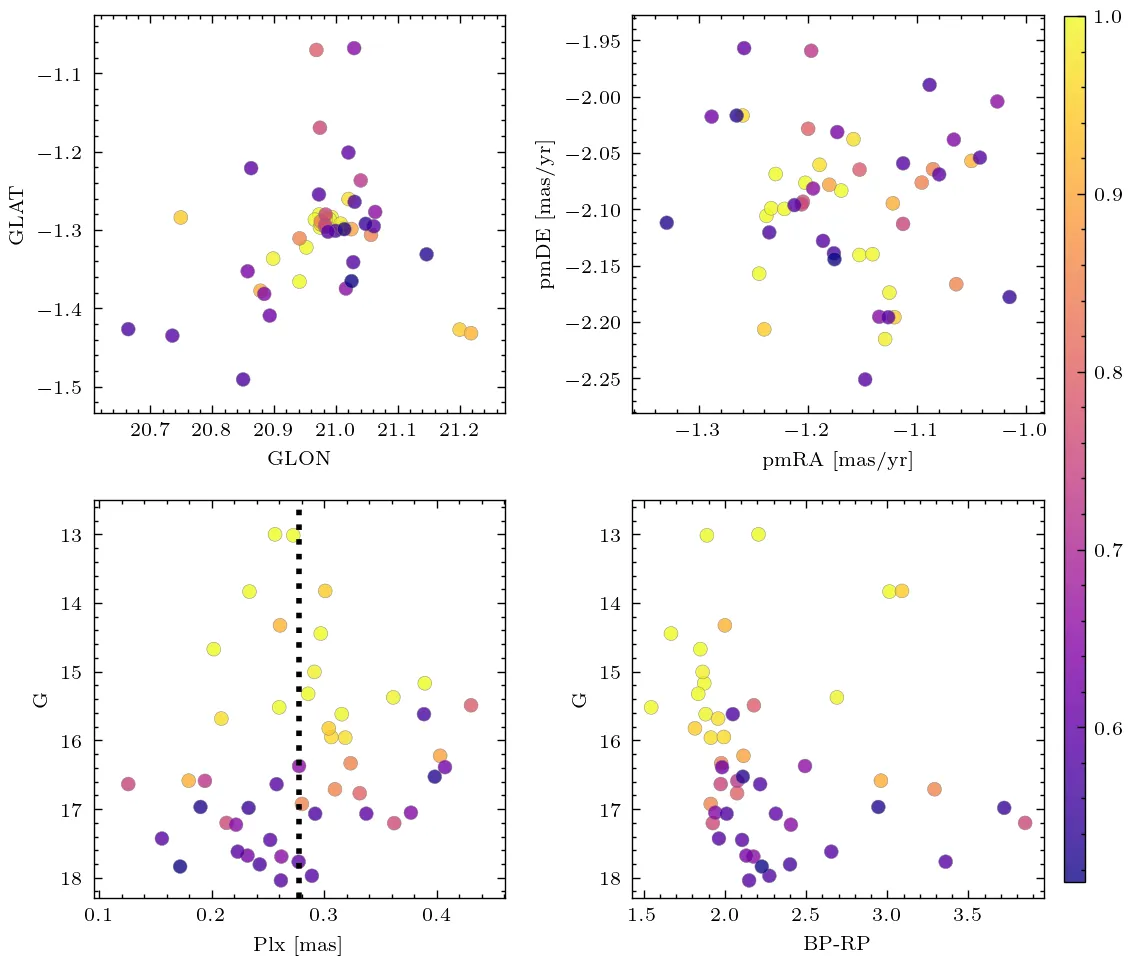 −1.1
−1.2
−1.3
−1.4
−1.5
GLAT
20.7 20.8 20.9 21.0 21.1 21.2
GLON
−1.95
−2.00
−2.05
−2.10
−2.15
−2.20
−2.25
pmDE [mas/yr]
−1.3 −1.2 −1.1 −1.0
pmRA [mas/yr]
1.0
0.9
0.8
0.7
0.6
13
14
15
16
17
18
G
0.1 0.2 0.3 0.4
Plx [mas]
13
14
15
16
17
18
G
1.5 2.0 2.5 3.0 3.5
BP-RP